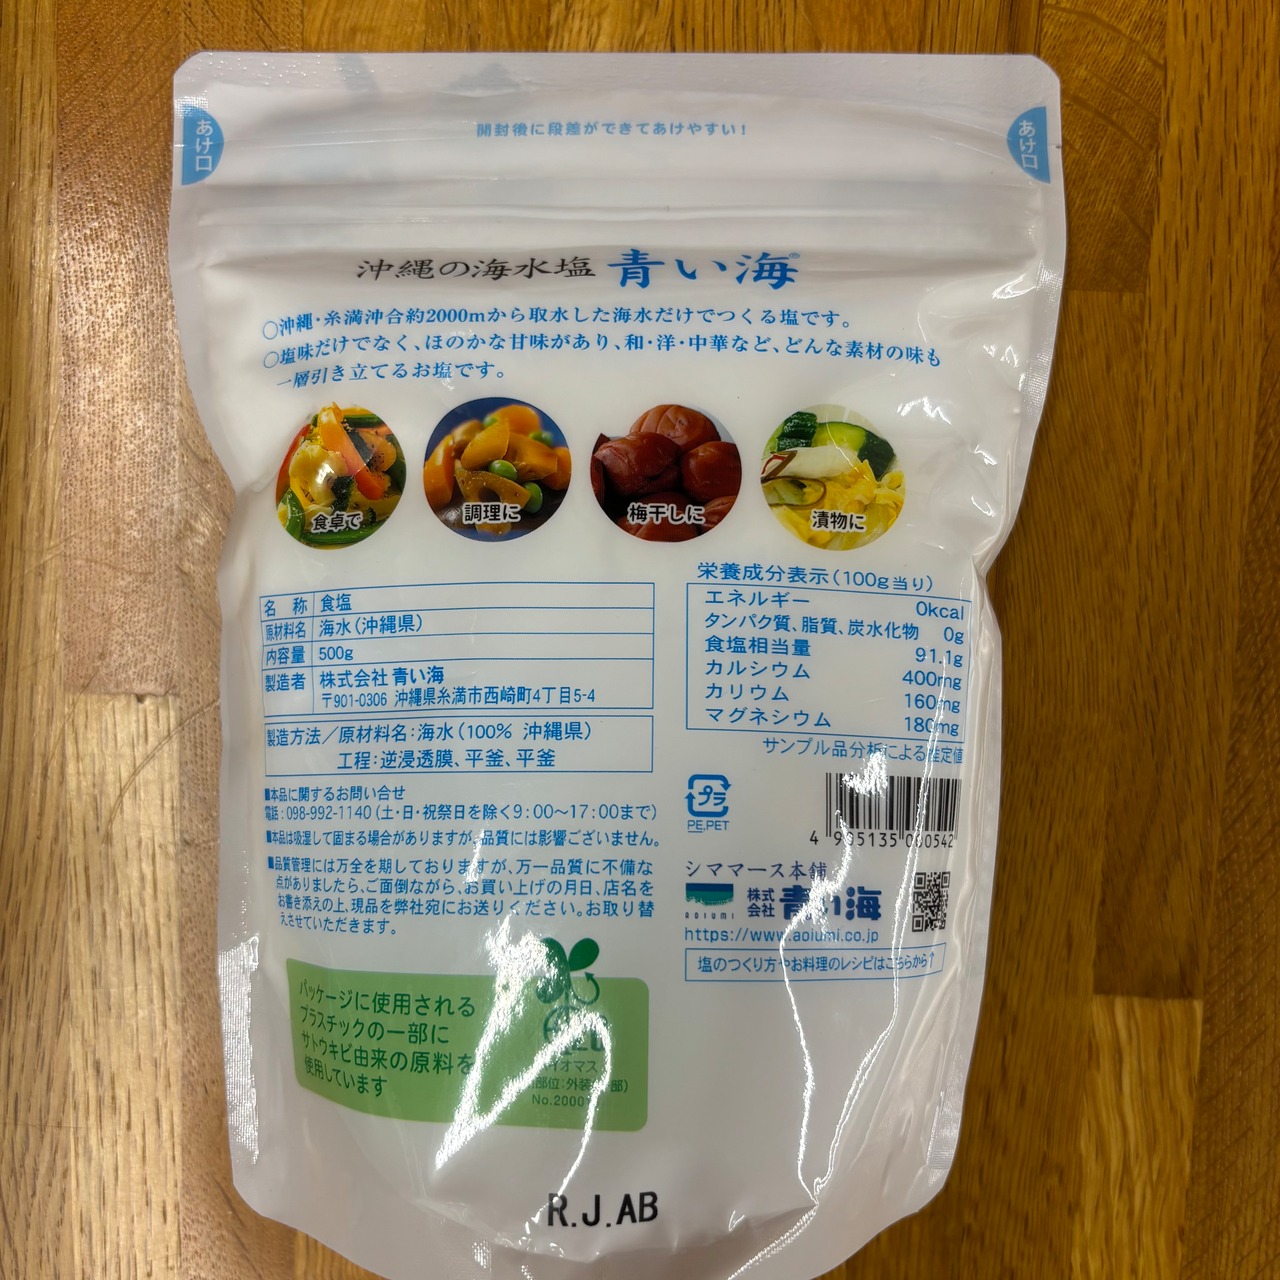 開封後に段差ができてあけやすい!
あけ口
あけ口
沖縄の海水塩 青い海®
○沖縄・糸満沖合約2000mから取水した海水だけでつくる塩です。
○塩味だけでなく、ほのかな甘味があり、和・洋・中華など、どんな素材の味も
一層引き立てるお塩です。
食卓で
調理に
梅干しに
漬物に
名 称 食塩
原材料名 海水(沖縄県)
内容量 500g
製造者 株式会社 青い海
〒901-0306 沖縄県糸満市西崎町4丁目5-4
製造方法/原材料名:海水(100% 沖縄県)
工程:逆浸透膜、平釜、平釜
■本品に関するお問い合せ
電話:098-992-1140(土・日・祝祭日を除く9:00〜17:00まで)
■本品は吸湿して固まる場合がありますが、品質には影響ございません。
■品質管理には万全を期しておりますが、万一品質に不備な
点がありましたら、ご面倒ながら、お買い上げの月日、店名を
お書き添えの上、現品を弊社宛にお送りください。お取り替
えさせていただきます。
パッケージに使用される
プラスチックの一部に
サトウキビ由来の原料を
使用しています
イオマス
部位:外装 部)
No.2000
栄養成分表示(100g当り)
エネルギー 0kcal
タンパク質、脂質、炭水化物 0g
食塩相当量 91.1g
カルシウム 400mg
カリウム 160mg
マグネシウム 180mg
サンプル品分析による推定値
プラ
PE,PET
4 965135 000542
シママース本舗
AOIUMI
株式会社 青い海
https://www.aoiumi.co.jp
塩のつくり方やお料理のレシピはこちらから↑
R.J.AB